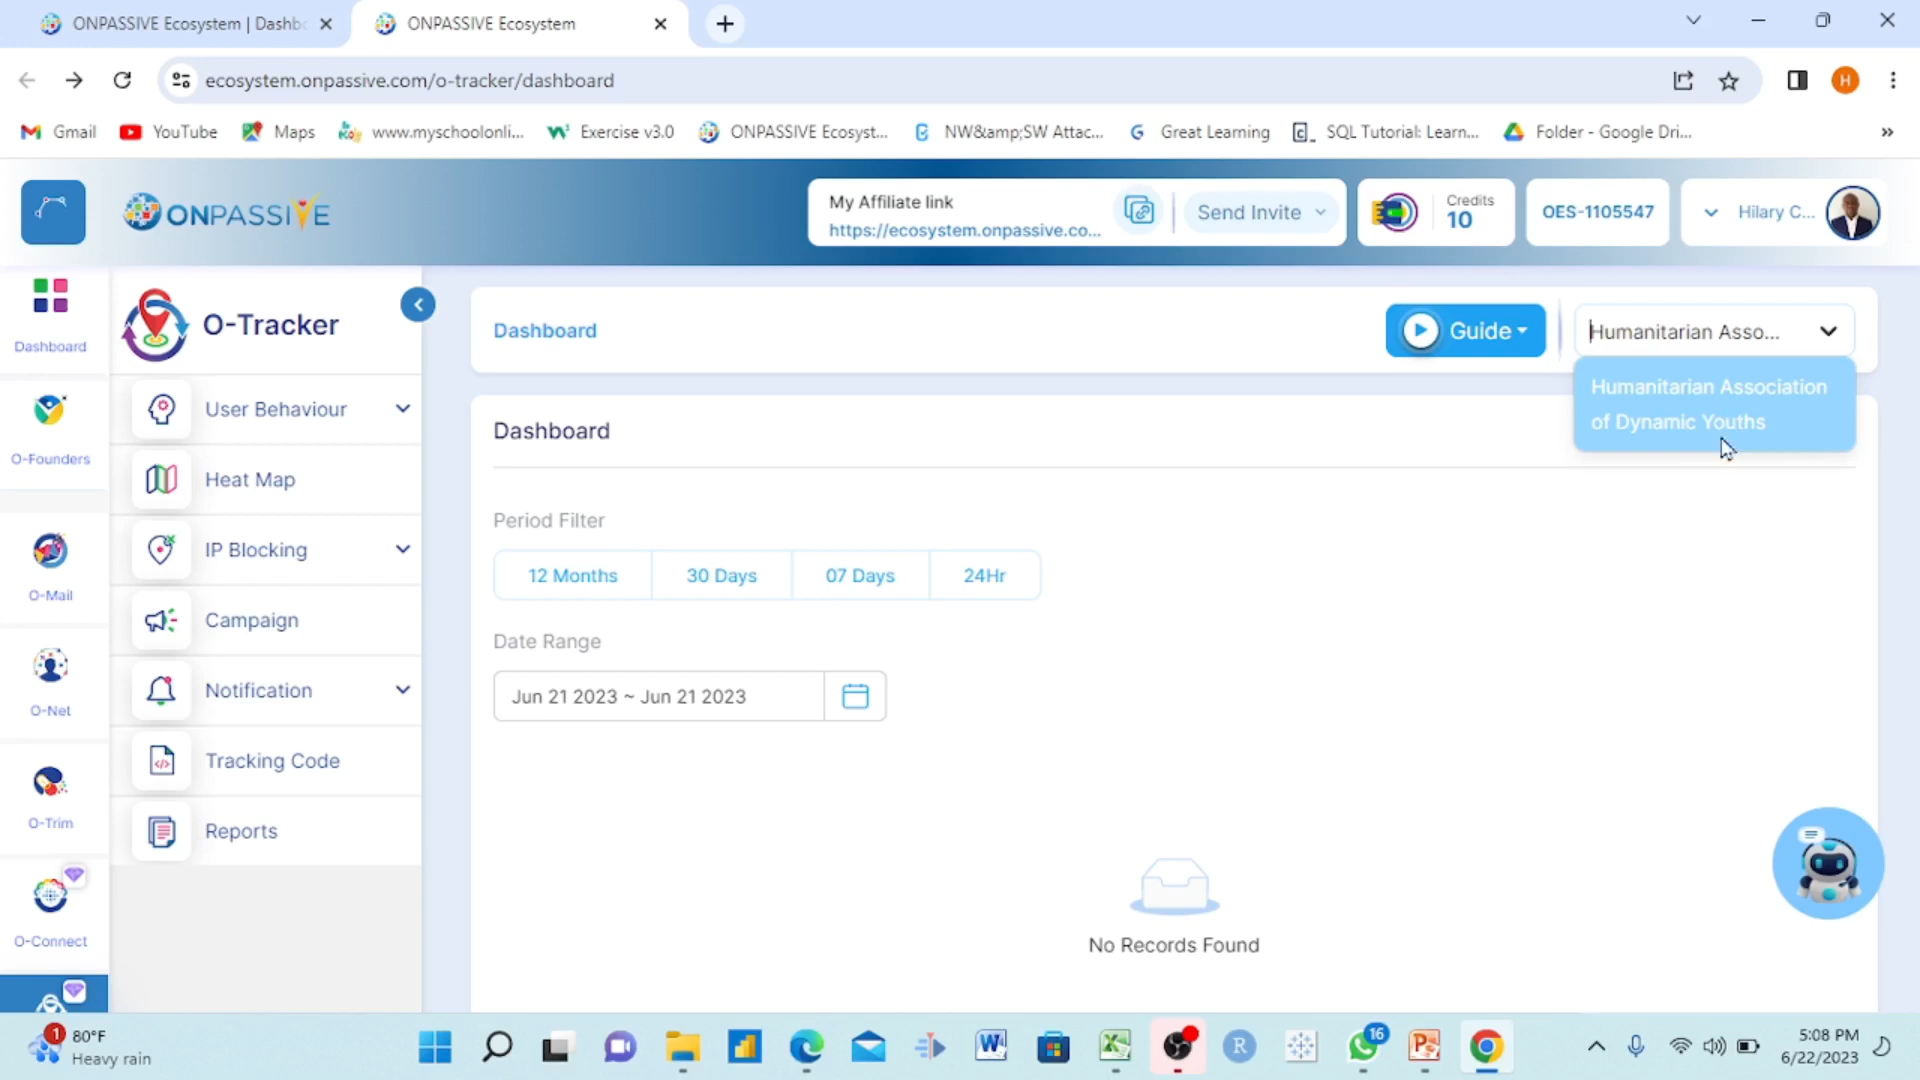 ONPASSIVE Ecosystem | Dashb
ONPASSIVE Ecosystem
ecosystem.onpassive.com/o-tracker/dashboard
H
Gmail
YouTube
Maps
www.myschoolonli...
Exercise v3.0
ONPASSIVE Ecosyst...
NW&amp;SW Attac...
Great Learning
SQL Tutorial: Learn...
Folder - Google Dri...
»
ONPASSIVE
My Affiliate link
https://ecosystem.onpassive.co...
Send Invite
Credits
10
OES-1105547
Hilary C...
Dashboard
O-Founders
O-Mail
O-Net
O-Trim
O-Connect
O-Tracker
User Behaviour
Heat Map
IP Blocking
Campaign
Notification
Tracking Code
Reports
Dashboard
Guide
Humanitarian Asso...
Humanitarian Association
of Dynamic Youths
Dashboard
Period Filter
12 Months
30 Days
07 Days
24Hr
Date Range
Jun 21 2023 ~ Jun 21 2023
No Records Found
1
80°F
Heavy rain
16
5:08 PM
6/22/2023